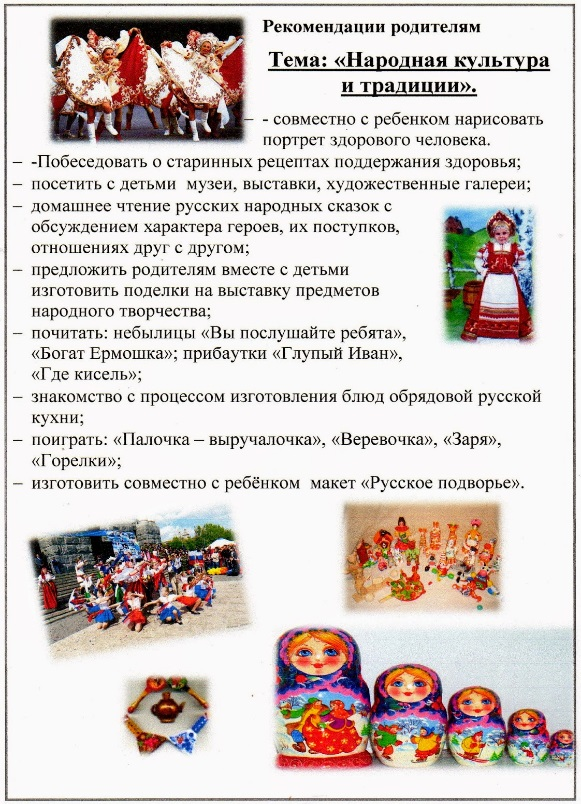 Рекомендации родителям
Тема: «Народная культура
и традиции».
– - совместно с ребенком нарисовать
портрет здорового человека.
– -Побеседовать о старинных рецептах поддержания здоровья;
– посетить с детьми музеи, выставки, художественные галереи;
– домашнее чтение русских народных сказок с
обсуждением характера героев, их поступков,
отношениях друг с другом;
– предложить родителям вместе с детьми
изготовить поделки на выставку предметов
народного творчества;
– почитать: небылицы «Вы послушайте ребята»,
«Богат Ермошка»; прибаутки «Глупый Иван»,
«Где кисель»;
– знакомство с процессом изготовления блюд обрядовой русской
кухни;
– поиграть: «Палочка – выручалочка», «Веревочка», «Заря»,
«Горелки»;
– изготовить совместно с ребёнком макет «Русское подворье».